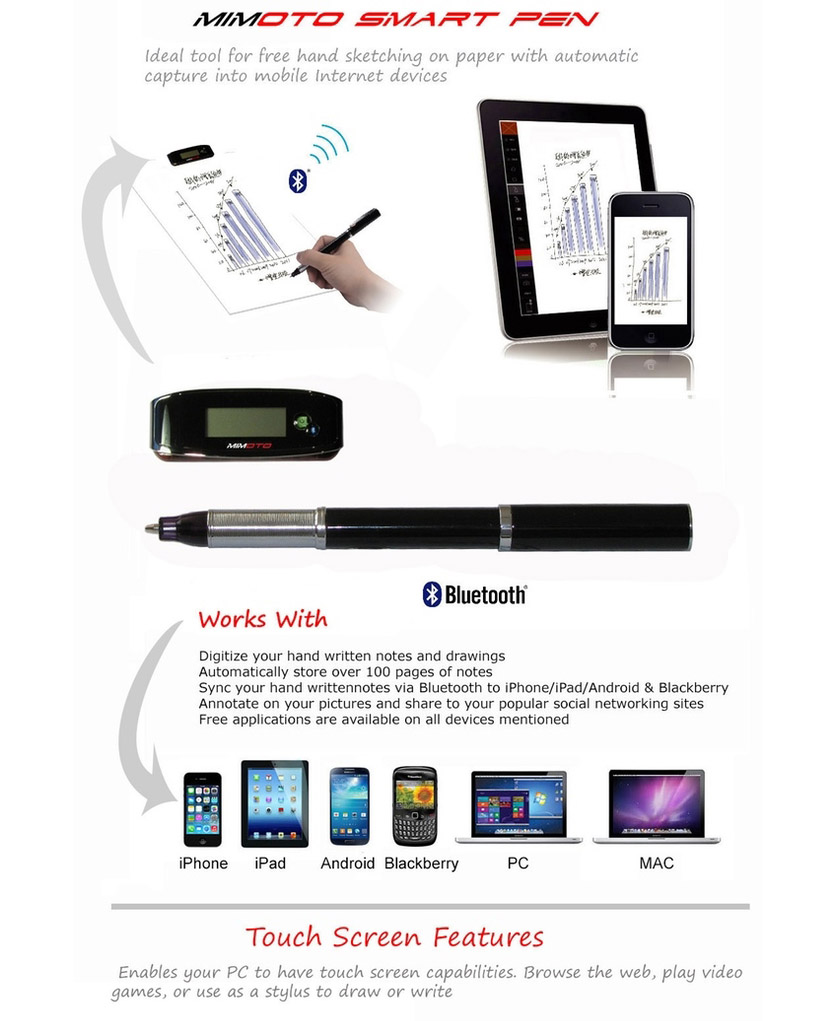 MIMOTO SMART PEN
Ideal tool for free hand sketching on paper with automatic
capture into mobile Internet devices
MIMOTO
Bluetooth®
Works With
Digitize your hand written notes and drawings
Automatically store over 100 pages of notes
Sync your hand writtennotes via Bluetooth to iPhone/iPad/Android & Blackberry
Annotate on your pictures and share to your popular social networking sites
Free applications are available on all devices mentioned
iPhone iPad Android Blackberry PC MAC
Touch Screen Features
Enables your PC to have touch screen capabilities. Browse the web, play video
games, or use as a stylus to draw or write